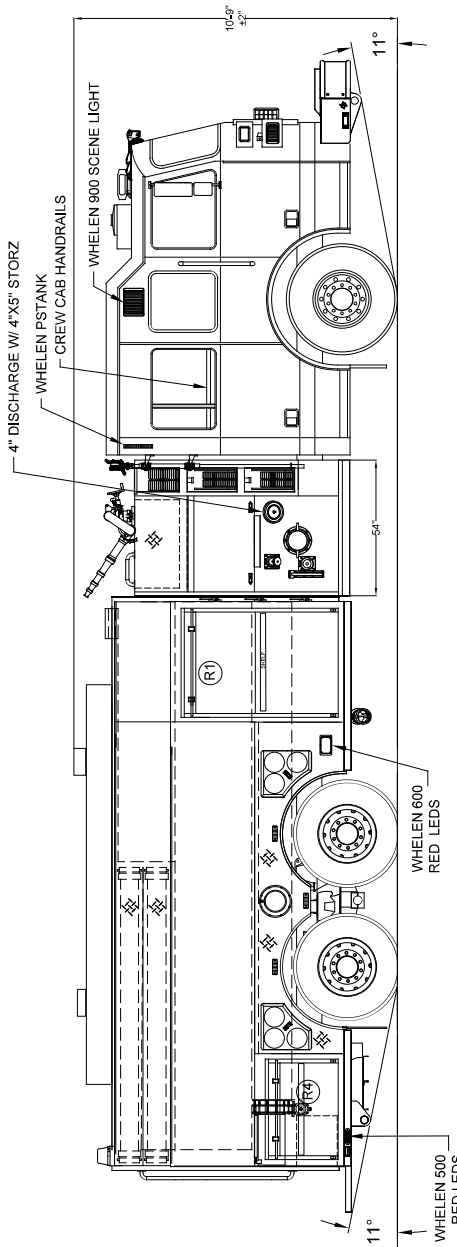 4" DISCHARGE W/ 4"X5" STORZ
WHELEN PSTANK
CREW CAB HANDRAILS
WHELEN 900 SCENE LIGHT
10'-9"
±2"
11°
54"
R1
SHELF
R4
WHELEN 600
RED LEDS
11°
WHELEN 500
RED LEDS